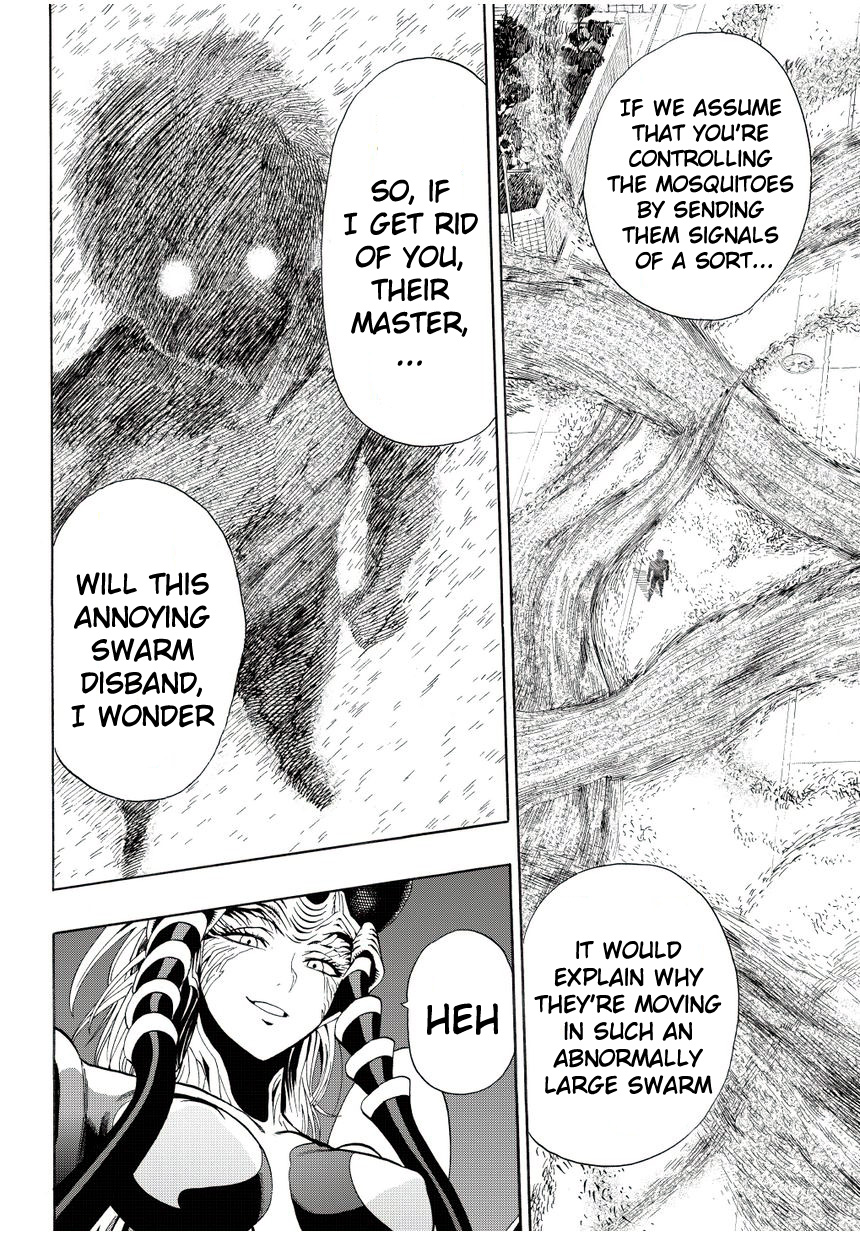 IF WE ASSUME
THAT YOU'RE
CONTROLLING
THE MOSQUITOES
BY SENDING
THEM SIGNALS
OF A SORT...
IT WOULD
EXPLAIN WHY
THEY'RE MOVING
IN SUCH AN
ABNORMALLY
LARGE SWARM
SO, IF
I GET RID
OF YOU,
THEIR
MASTER,
...
WILL THIS
ANNOYING
SWARM
DISBAND,
I WONDER
HEH